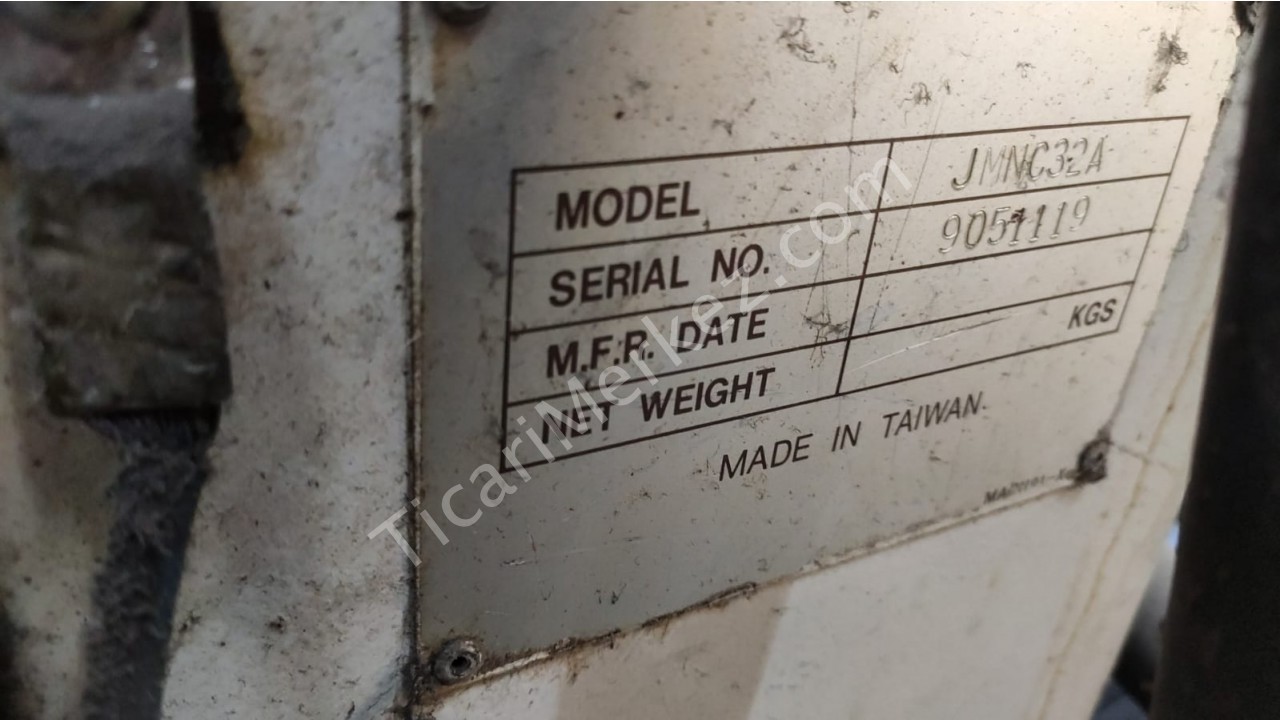 MODEL JMNC32A
SERIAL NO. 9051119
M.F.R. DATE
NET WEIGHT KGS
MADE IN TAIWAN.
TicariMerkez.com